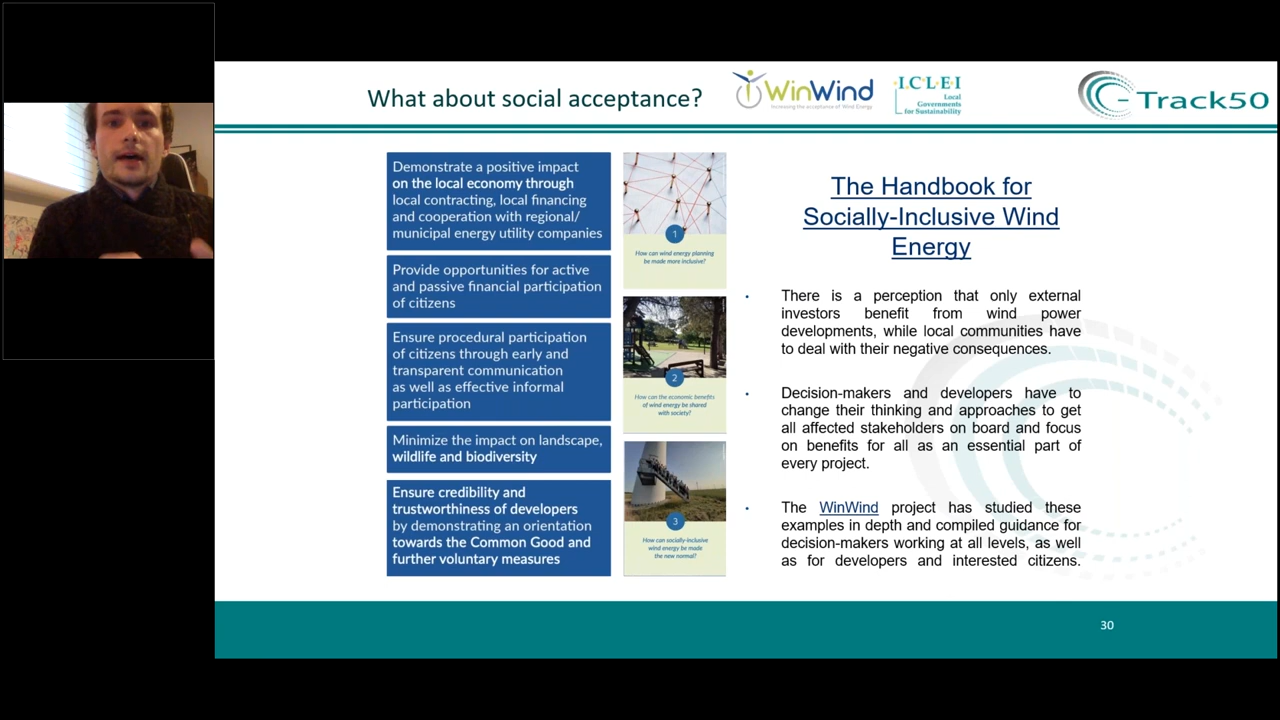 What about social acceptance?
WinWind
Increasing the acceptance of Wind Energy
I.C.L.E.I
Local
Governments
for Sustainability
C-Track50
Demonstrate a positive impact
on the local economy through
local contracting, local financing
and cooperation with regional/
municipal energy utility companies
Provide opportunities for active
and passive financial participation
of citizens
Ensure procedural participation
of citizens through early and
transparent communication
as well as effective informal
participation
Minimize the impact on landscape,
wildlife and biodiversity
Ensure credibility and
trustworthiness of developers
by demonstrating an orientation
towards the Common Good and
further voluntary measures
1
How can wind energy planning
be made more inclusive?
2
How can the economic benefits
of wind energy be shared
with society?
3
How can socially-inclusive
wind energy be made
the new normal?
The Handbook for
Socially-Inclusive Wind
Energy
• There is a perception that only external
investors benefit from wind power
developments, while local communities have
to deal with their negative consequences.
• Decision-makers and developers have to
change their thinking and approaches to get
all affected stakeholders on board and focus
on benefits for all as an essential part of
every project.
• The WinWind project has studied these
examples in depth and compiled guidance for
decision-makers working at all levels, as well
as for developers and interested citizens.
30